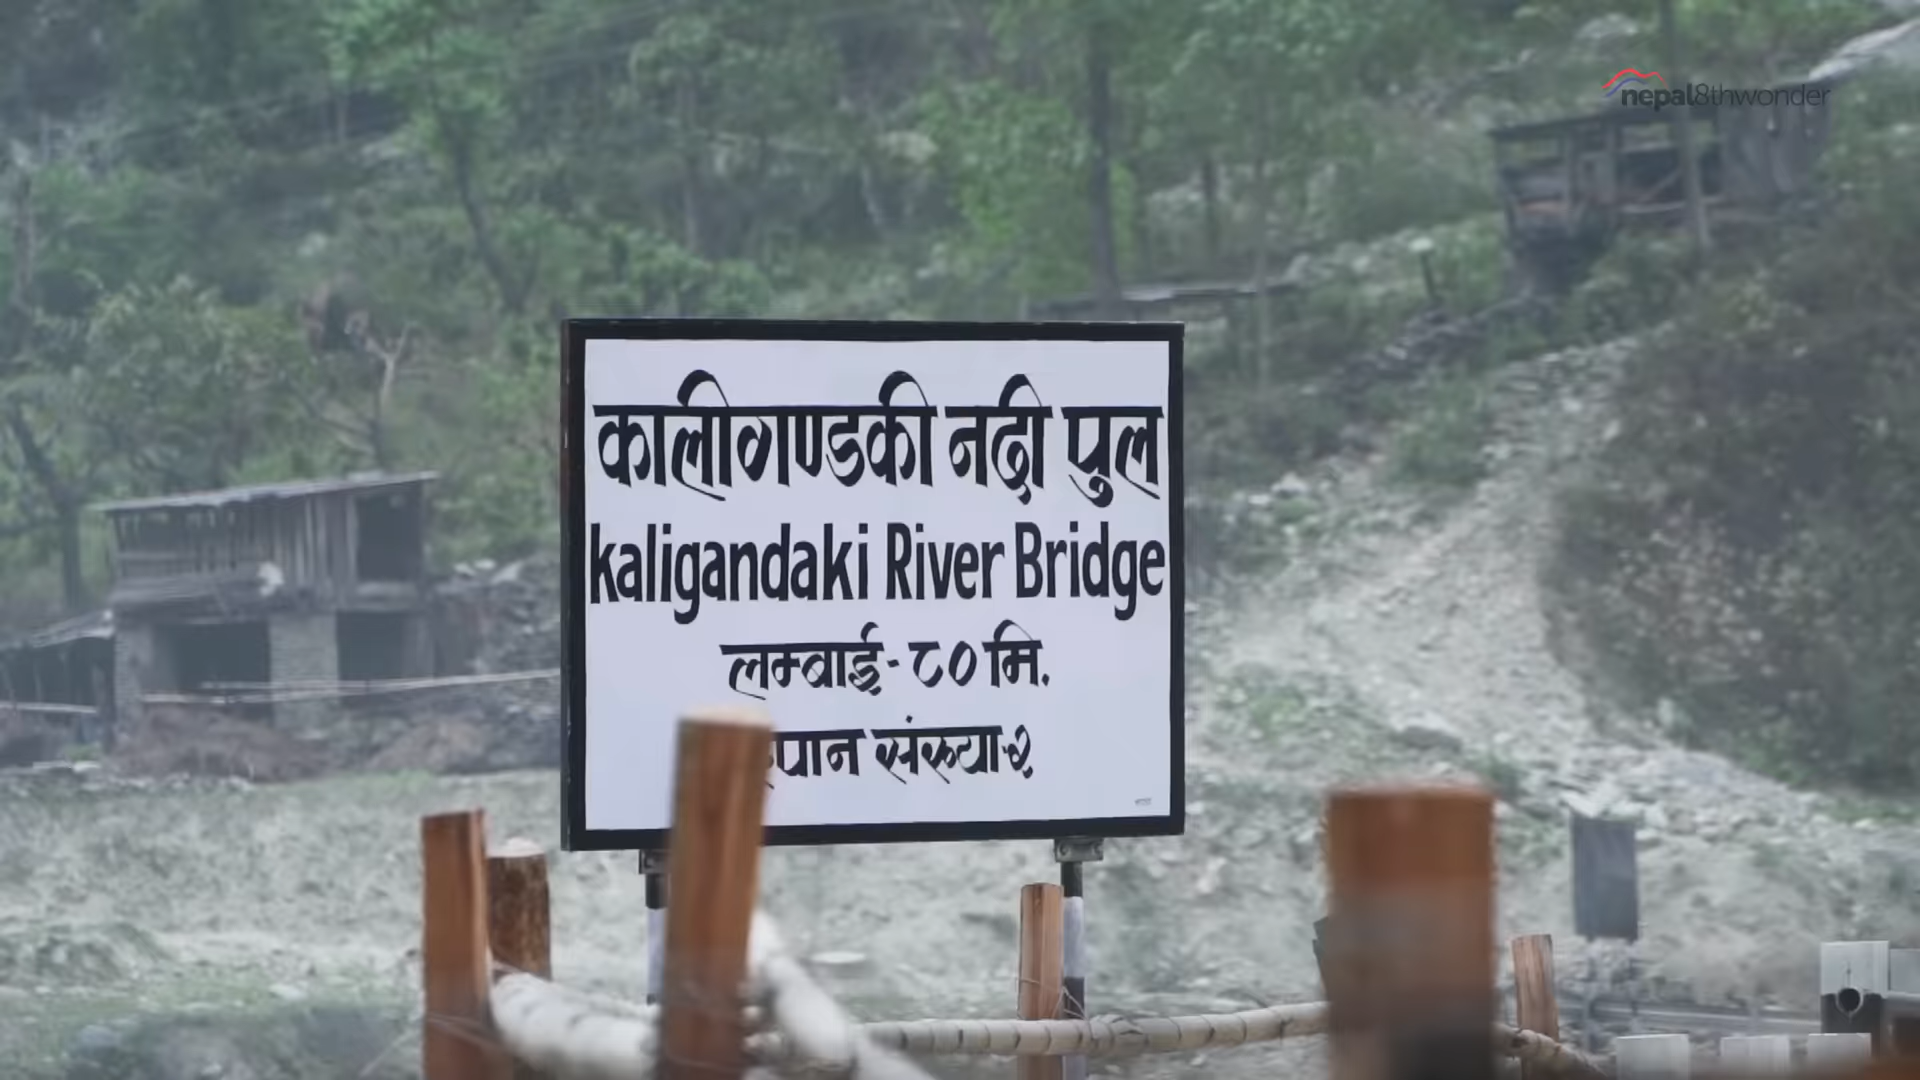 nepal8thwonder
कालीगण्डकी नदी पुल
kaligandaki River Bridge
लम्बाई - ८० मि.
संख्या-२